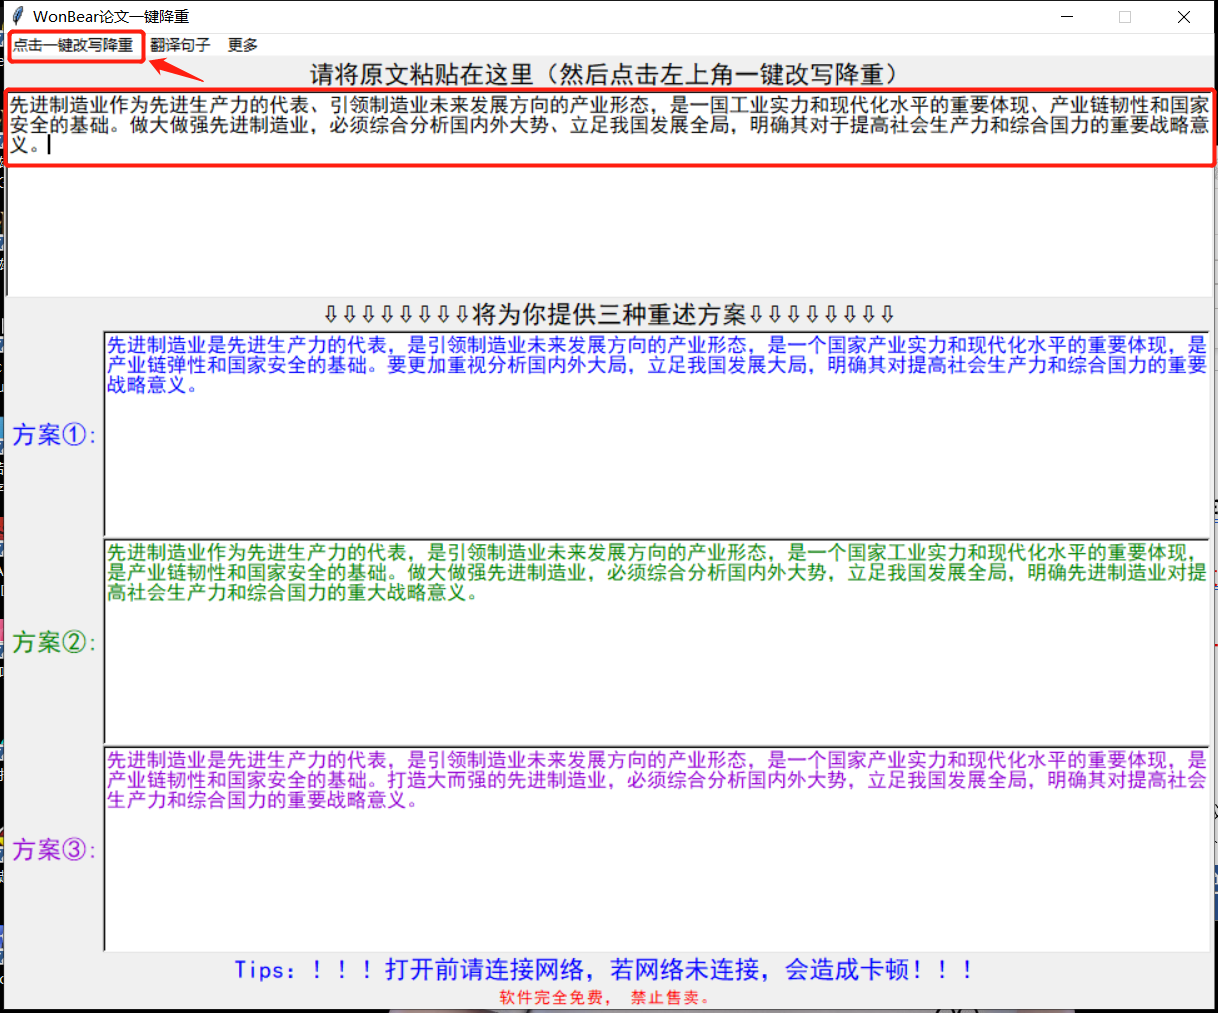 WonBear论文一键降重
点击一键改写降重 翻译句子 更多
请将原文粘贴在这里（然后点击左上角一键改写降重）
先进制造业作为先进生产力的代表、引领制造业未来发展方向的产业形态，是一国工业实力和现代化水平的重要体现、产业链韧性和国家
安全的基础。做大做强先进制造业，必须综合分析国内外大势、立足我国发展全局，明确其对于提高社会生产力和综合国力的重要战略意
义。
⇩⇩⇩⇩⇩⇩⇩⇩将为你提供三种重述方案⇩⇩⇩⇩⇩⇩⇩⇩
先进制造业是先进生产力的代表，是引领制造业未来发展方向的产业形态，是一个国家产业实力和现代化水平的重要体现，是
产业链弹性和国家安全的基础。要更加重视分析国内外大局，立足我国发展大局，明确其对提高社会生产力和综合国力的重要
战略意义。
方案①：
先进制造业作为先进生产力的代表，是引领制造业未来发展方向的产业形态，是一个国家工业实力和现代化水平的重要体现，
是产业链韧性和国家安全的基础。做大做强先进制造业，必须综合分析国内外大势，立足我国发展全局，明确先进制造业对提
高社会生产力和综合国力的重大战略意义。
方案②：
先进制造业是先进生产力的代表，是引领制造业未来发展方向的产业形态，是一个国家产业实力和现代化水平的重要体现，是
产业链韧性和国家安全的基础。打造大而强的先进制造业，必须综合分析国内外大势，立足我国发展全局，明确其对提高社会
生产力和综合国力的重要战略意义。
方案③：
Tips：！！！打开前请连接网络，若网络未连接，会造成卡顿！！！
软件完全免费， 禁止售卖。